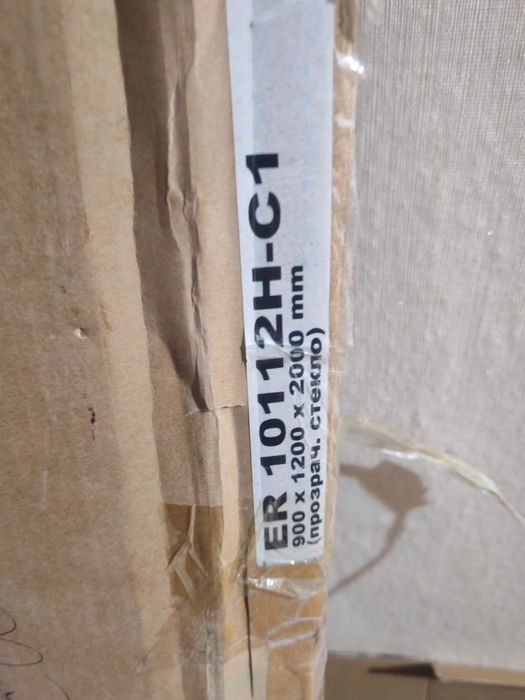 ER 10112H-C1
900 x 1200 x 2000 mm
(прозрач. стекло)